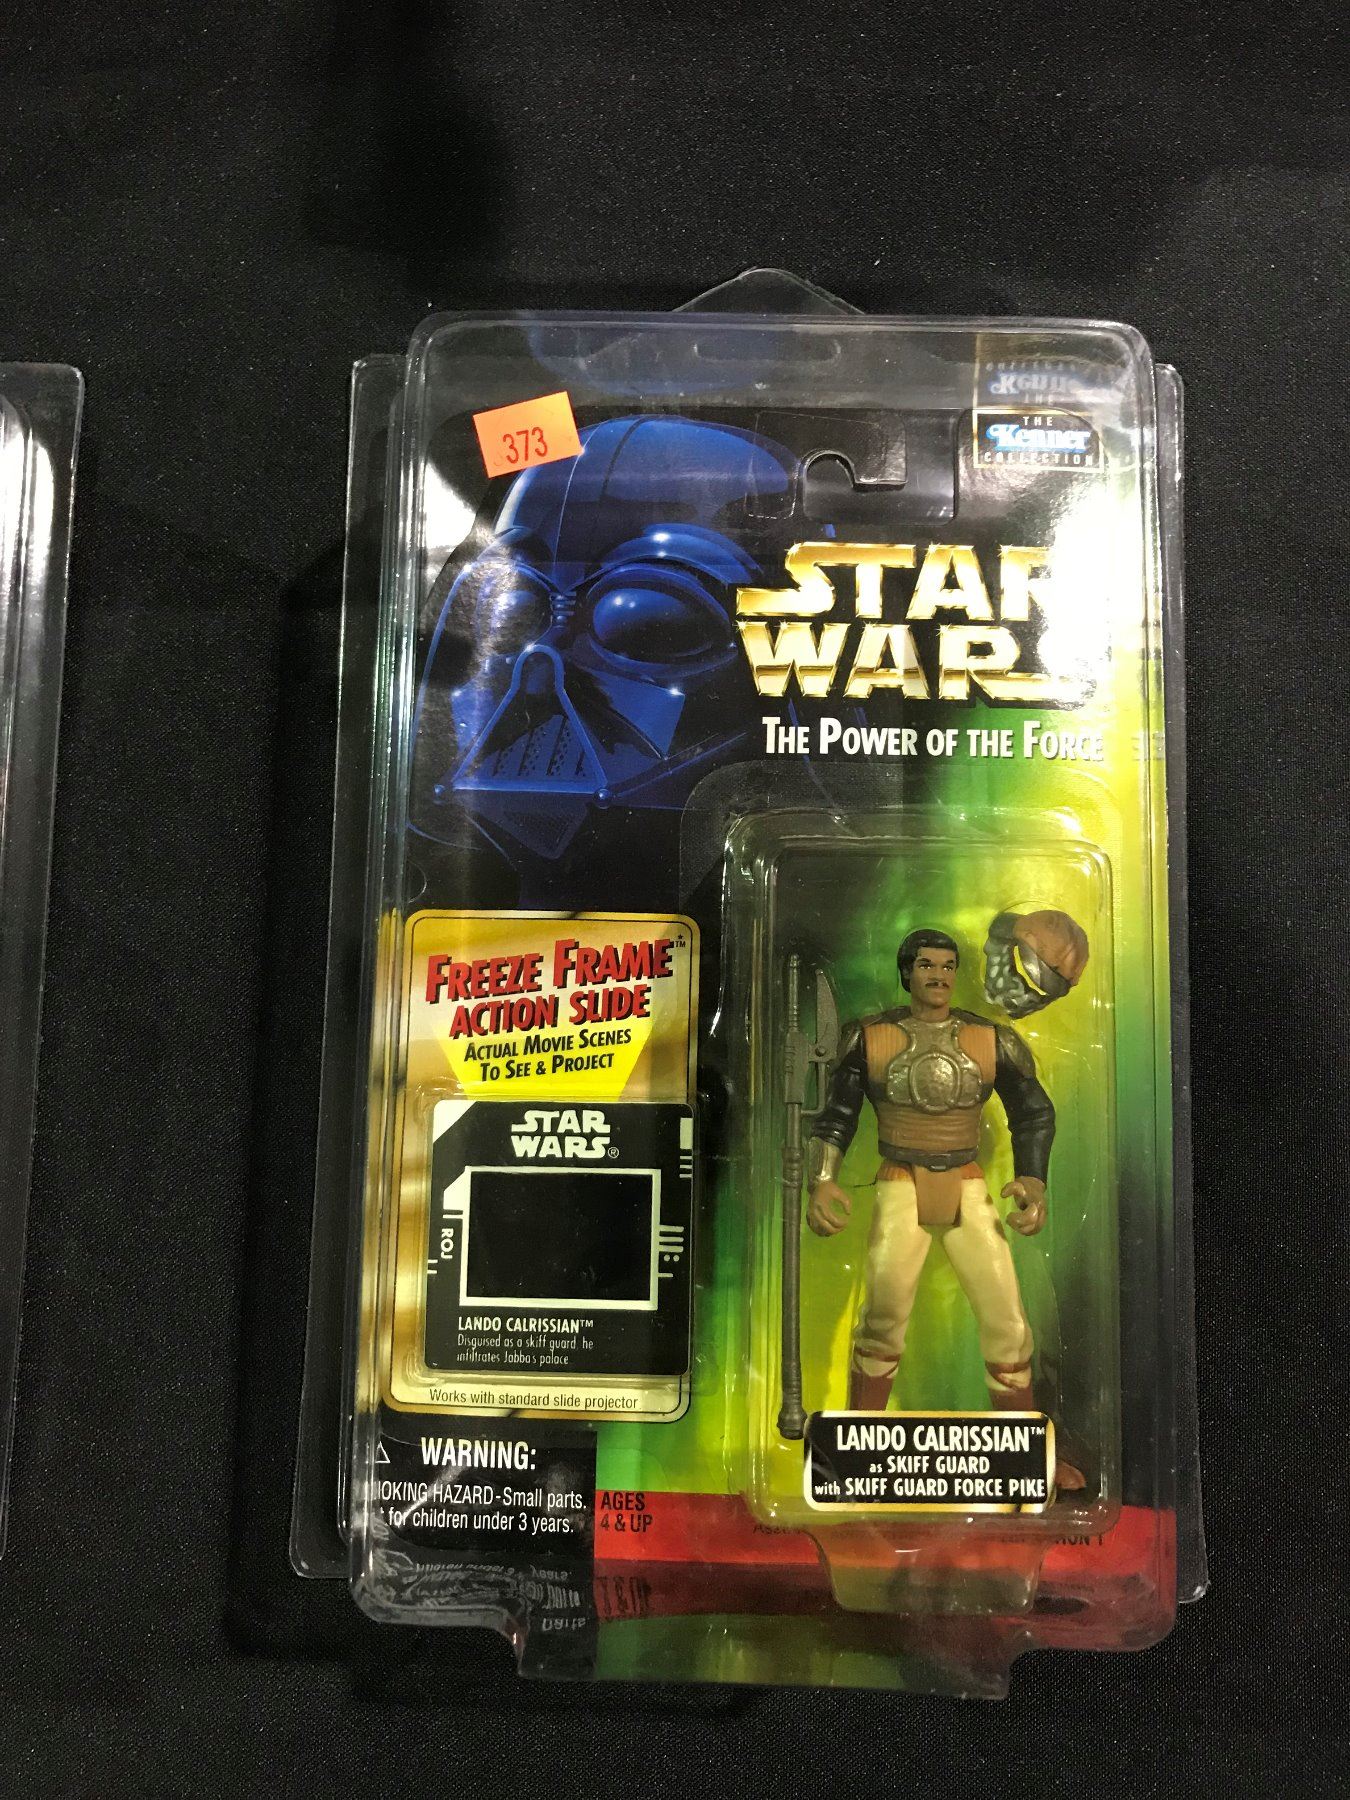 373
THE
Kenner
COLLECTION
STAR
WARS
THE POWER OF THE FORCE
FREEZE FRAME™
ACTION SLIDE
ACTUAL MOVIE SCENES
TO SEE & PROJECT
STAR
WARS®
ROJ
LANDO CALRISSIAN™
Disguised as a skiff guard, he
infiltrates Jabba's palace.
Works with standard slide projector.
LANDO CALRISSIAN™
as SKIFF GUARD
with SKIFF GUARD FORCE PIKE
WARNING:
OKING HAZARD-Small parts.
for children under 3 years.
AGES
4 & UP